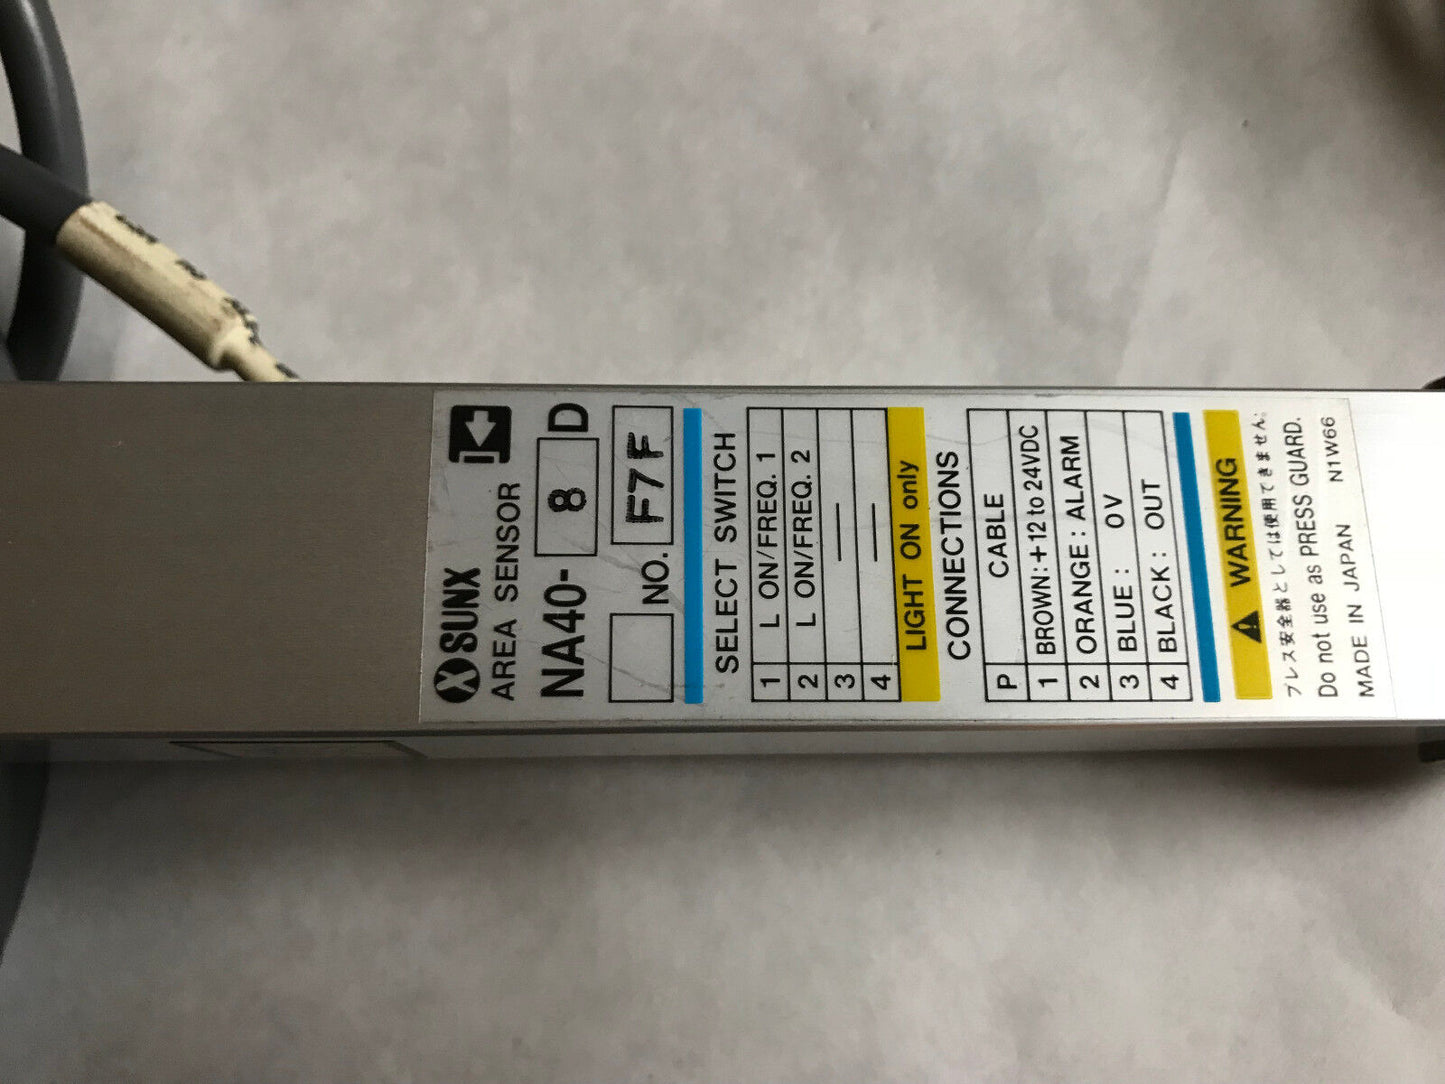 SUNX
AREA SENSOR
NA40-8D
NO. F7F
SELECT SWITCH
1 L ON/FREQ. 1
2 L ON/FREQ. 2
3 ——
4 ——
LIGHT ON only
CONNECTIONS
P CABLE
1 BROWN:+12 to 24VDC
2 ORANGE: ALARM
3 BLUE: 0V
4 BLACK: OUT
WARNING
プレス安全器としては使用できません。
Do not use as PRESS GUARD.
MADE IN JAPAN N1W66